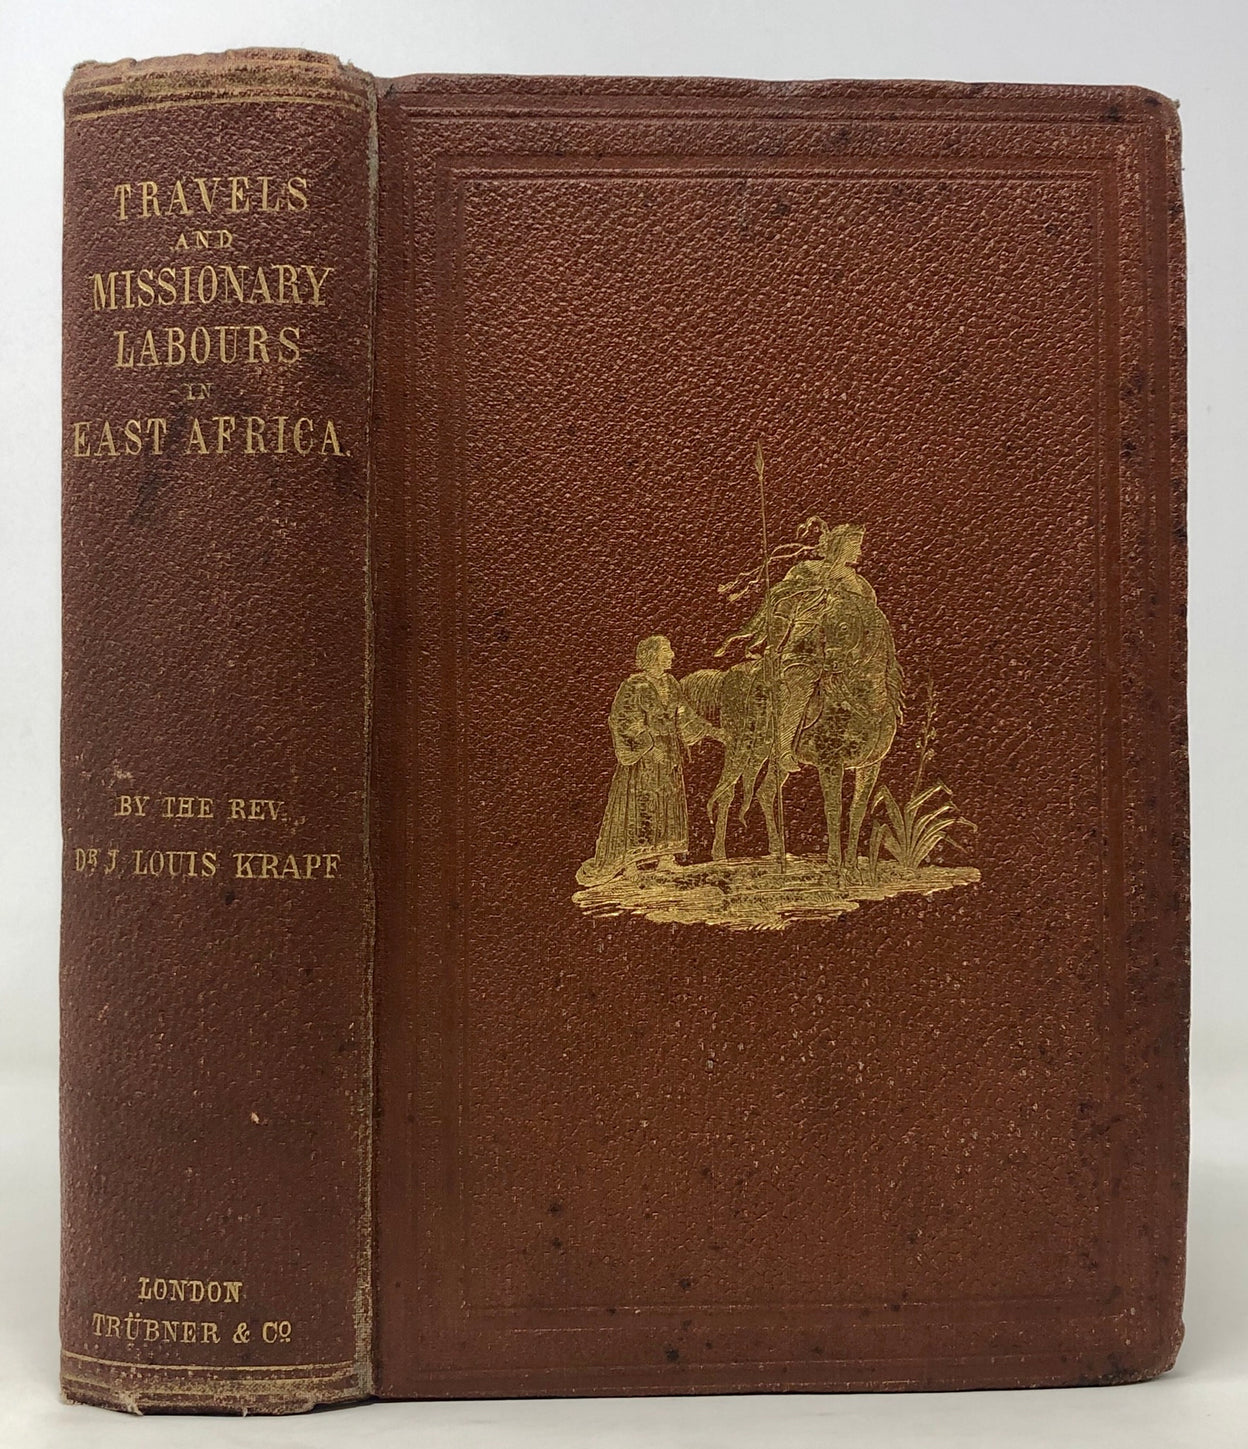 TRAVELS
AND
MISSIONARY
LABOURS
IN
EAST AFRICA.
BY THE REV.
DR J. LOUIS KRAPF
LONDON
TRÜBNER & CO